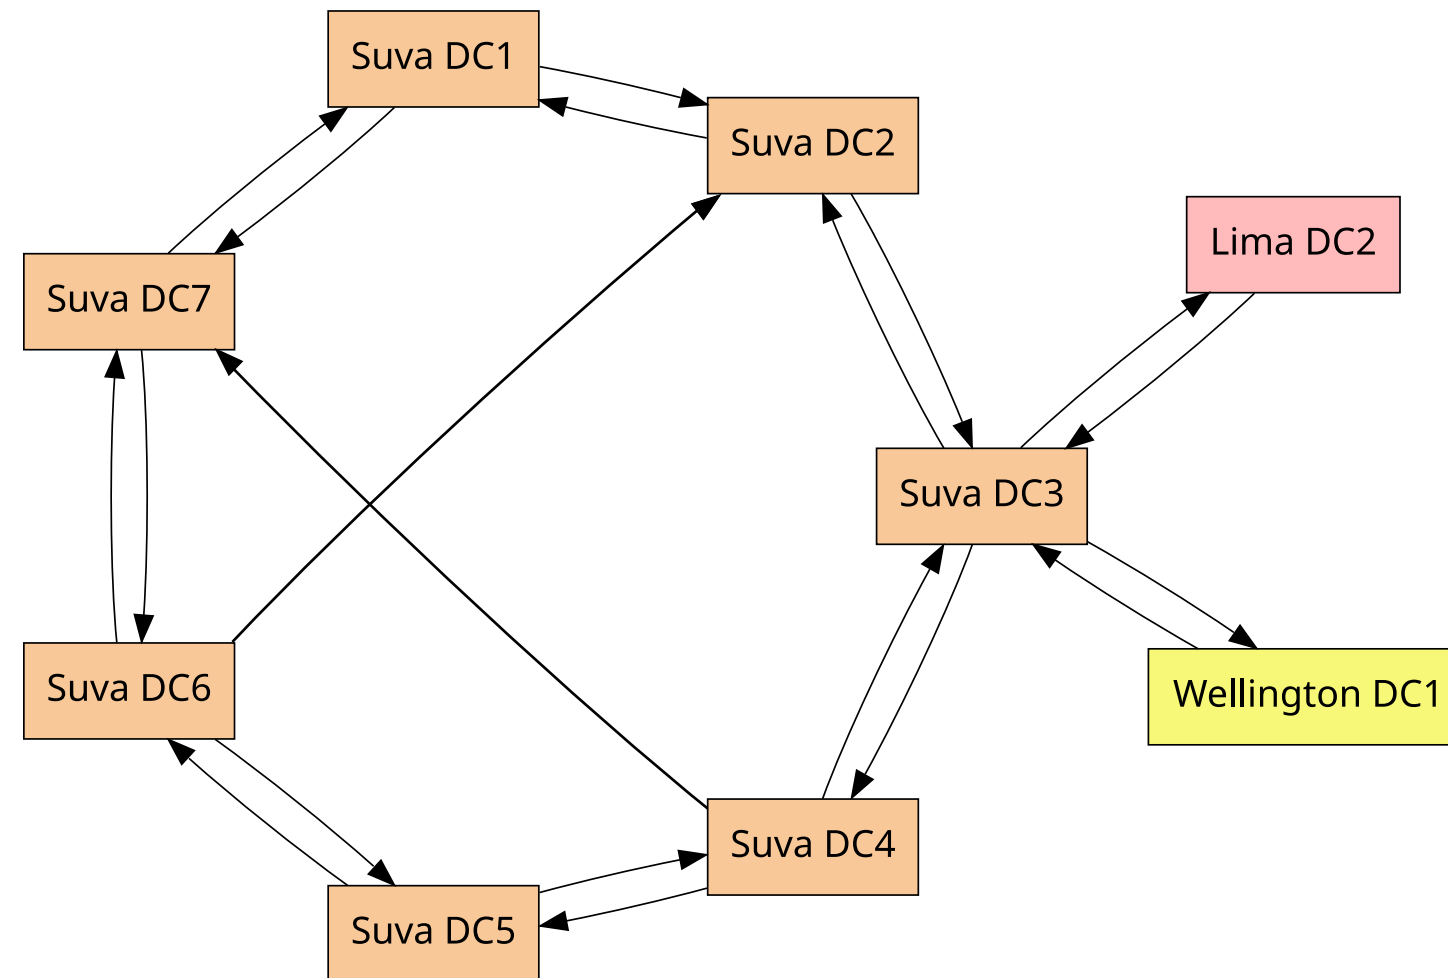 Suva DC1
Suva DC2
Lima DC2
Suva DC7
Suva DC3
Suva DC6
Wellington DC1
Suva DC4
Suva DC5